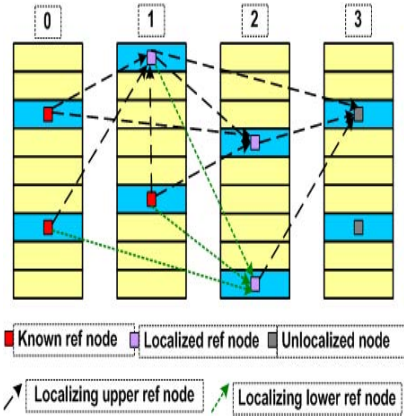 0 1 2 3
Known ref node Localized ref node Unlocalized node
Localizing upper ref node Localizing lower ref node